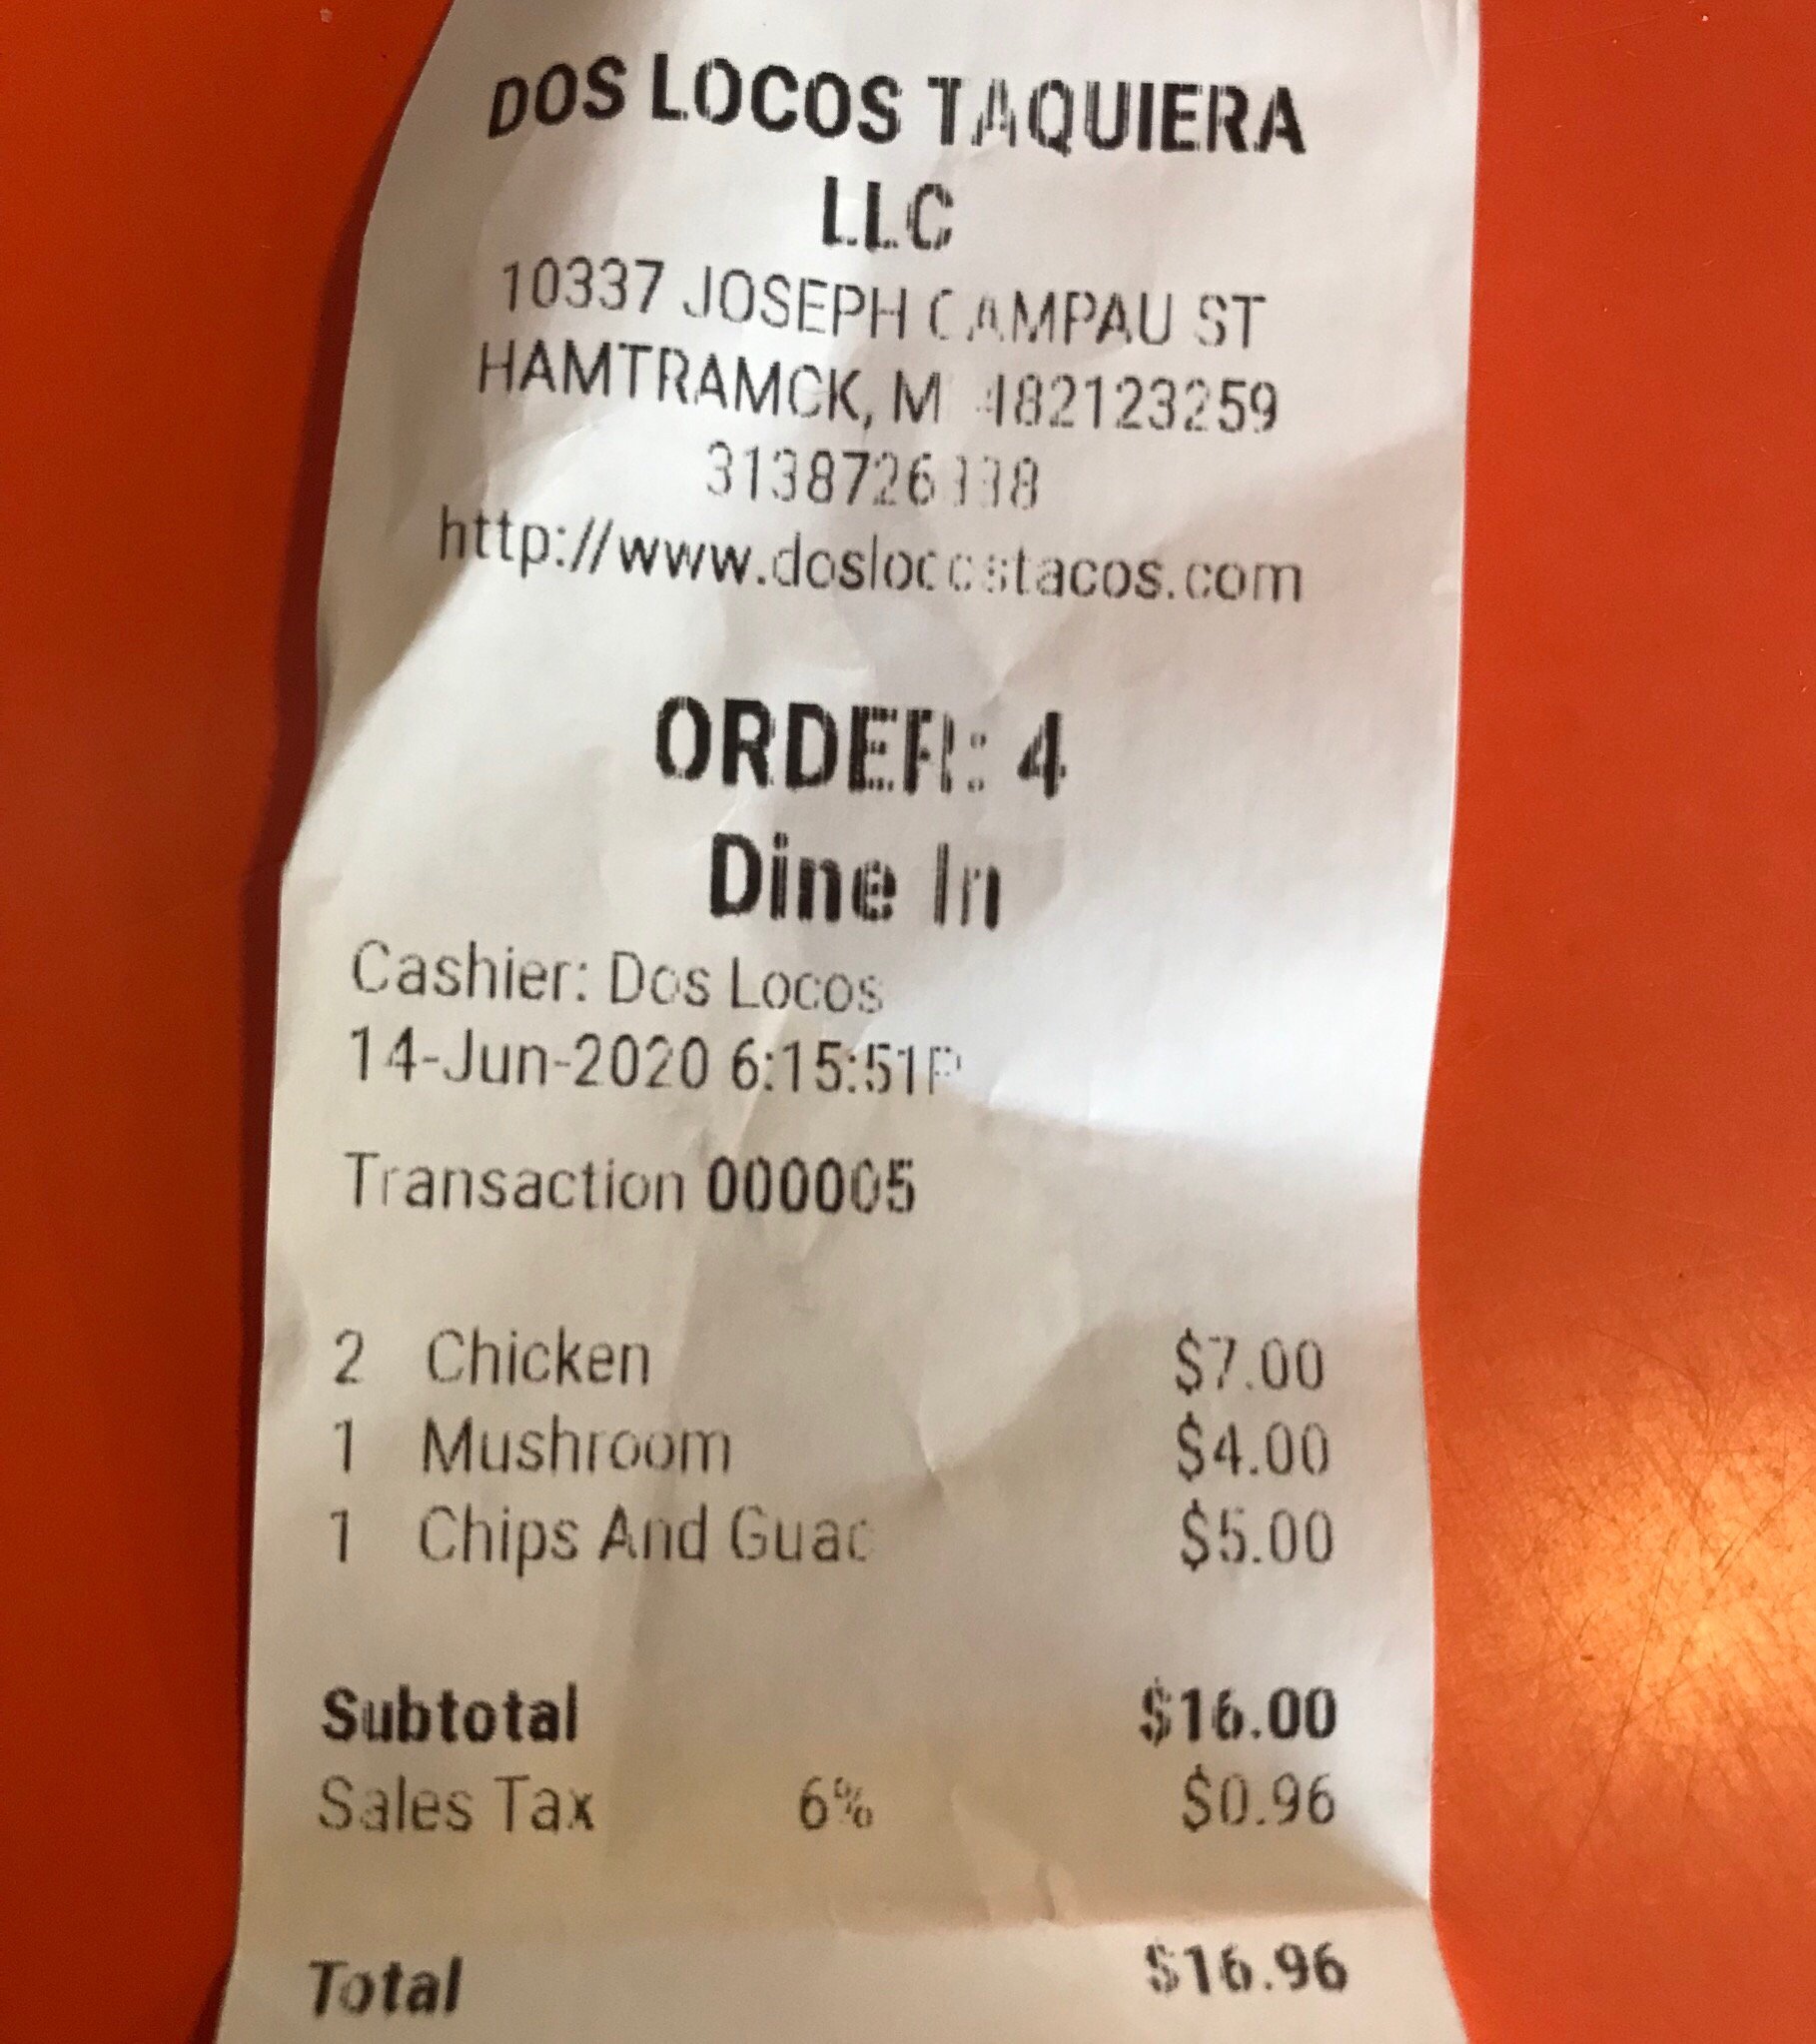 DOS LOCOS TAQUIERA
LLC
10337 JOSEPH CAMPAU ST
HAMTRAMCK, M 482123259
http://www.doslocostacos.com
ORDER: 4
Dine In
Cashier: Dos Locos
14-Jun-2020 6:15:51P
Transaction 000005
2 Chicken $7.00
1 Mushroom $4.00
1 Chips And Guac $5.00
Subtotal $16.00
Sales Tax 6% $0.96
Total $16.96